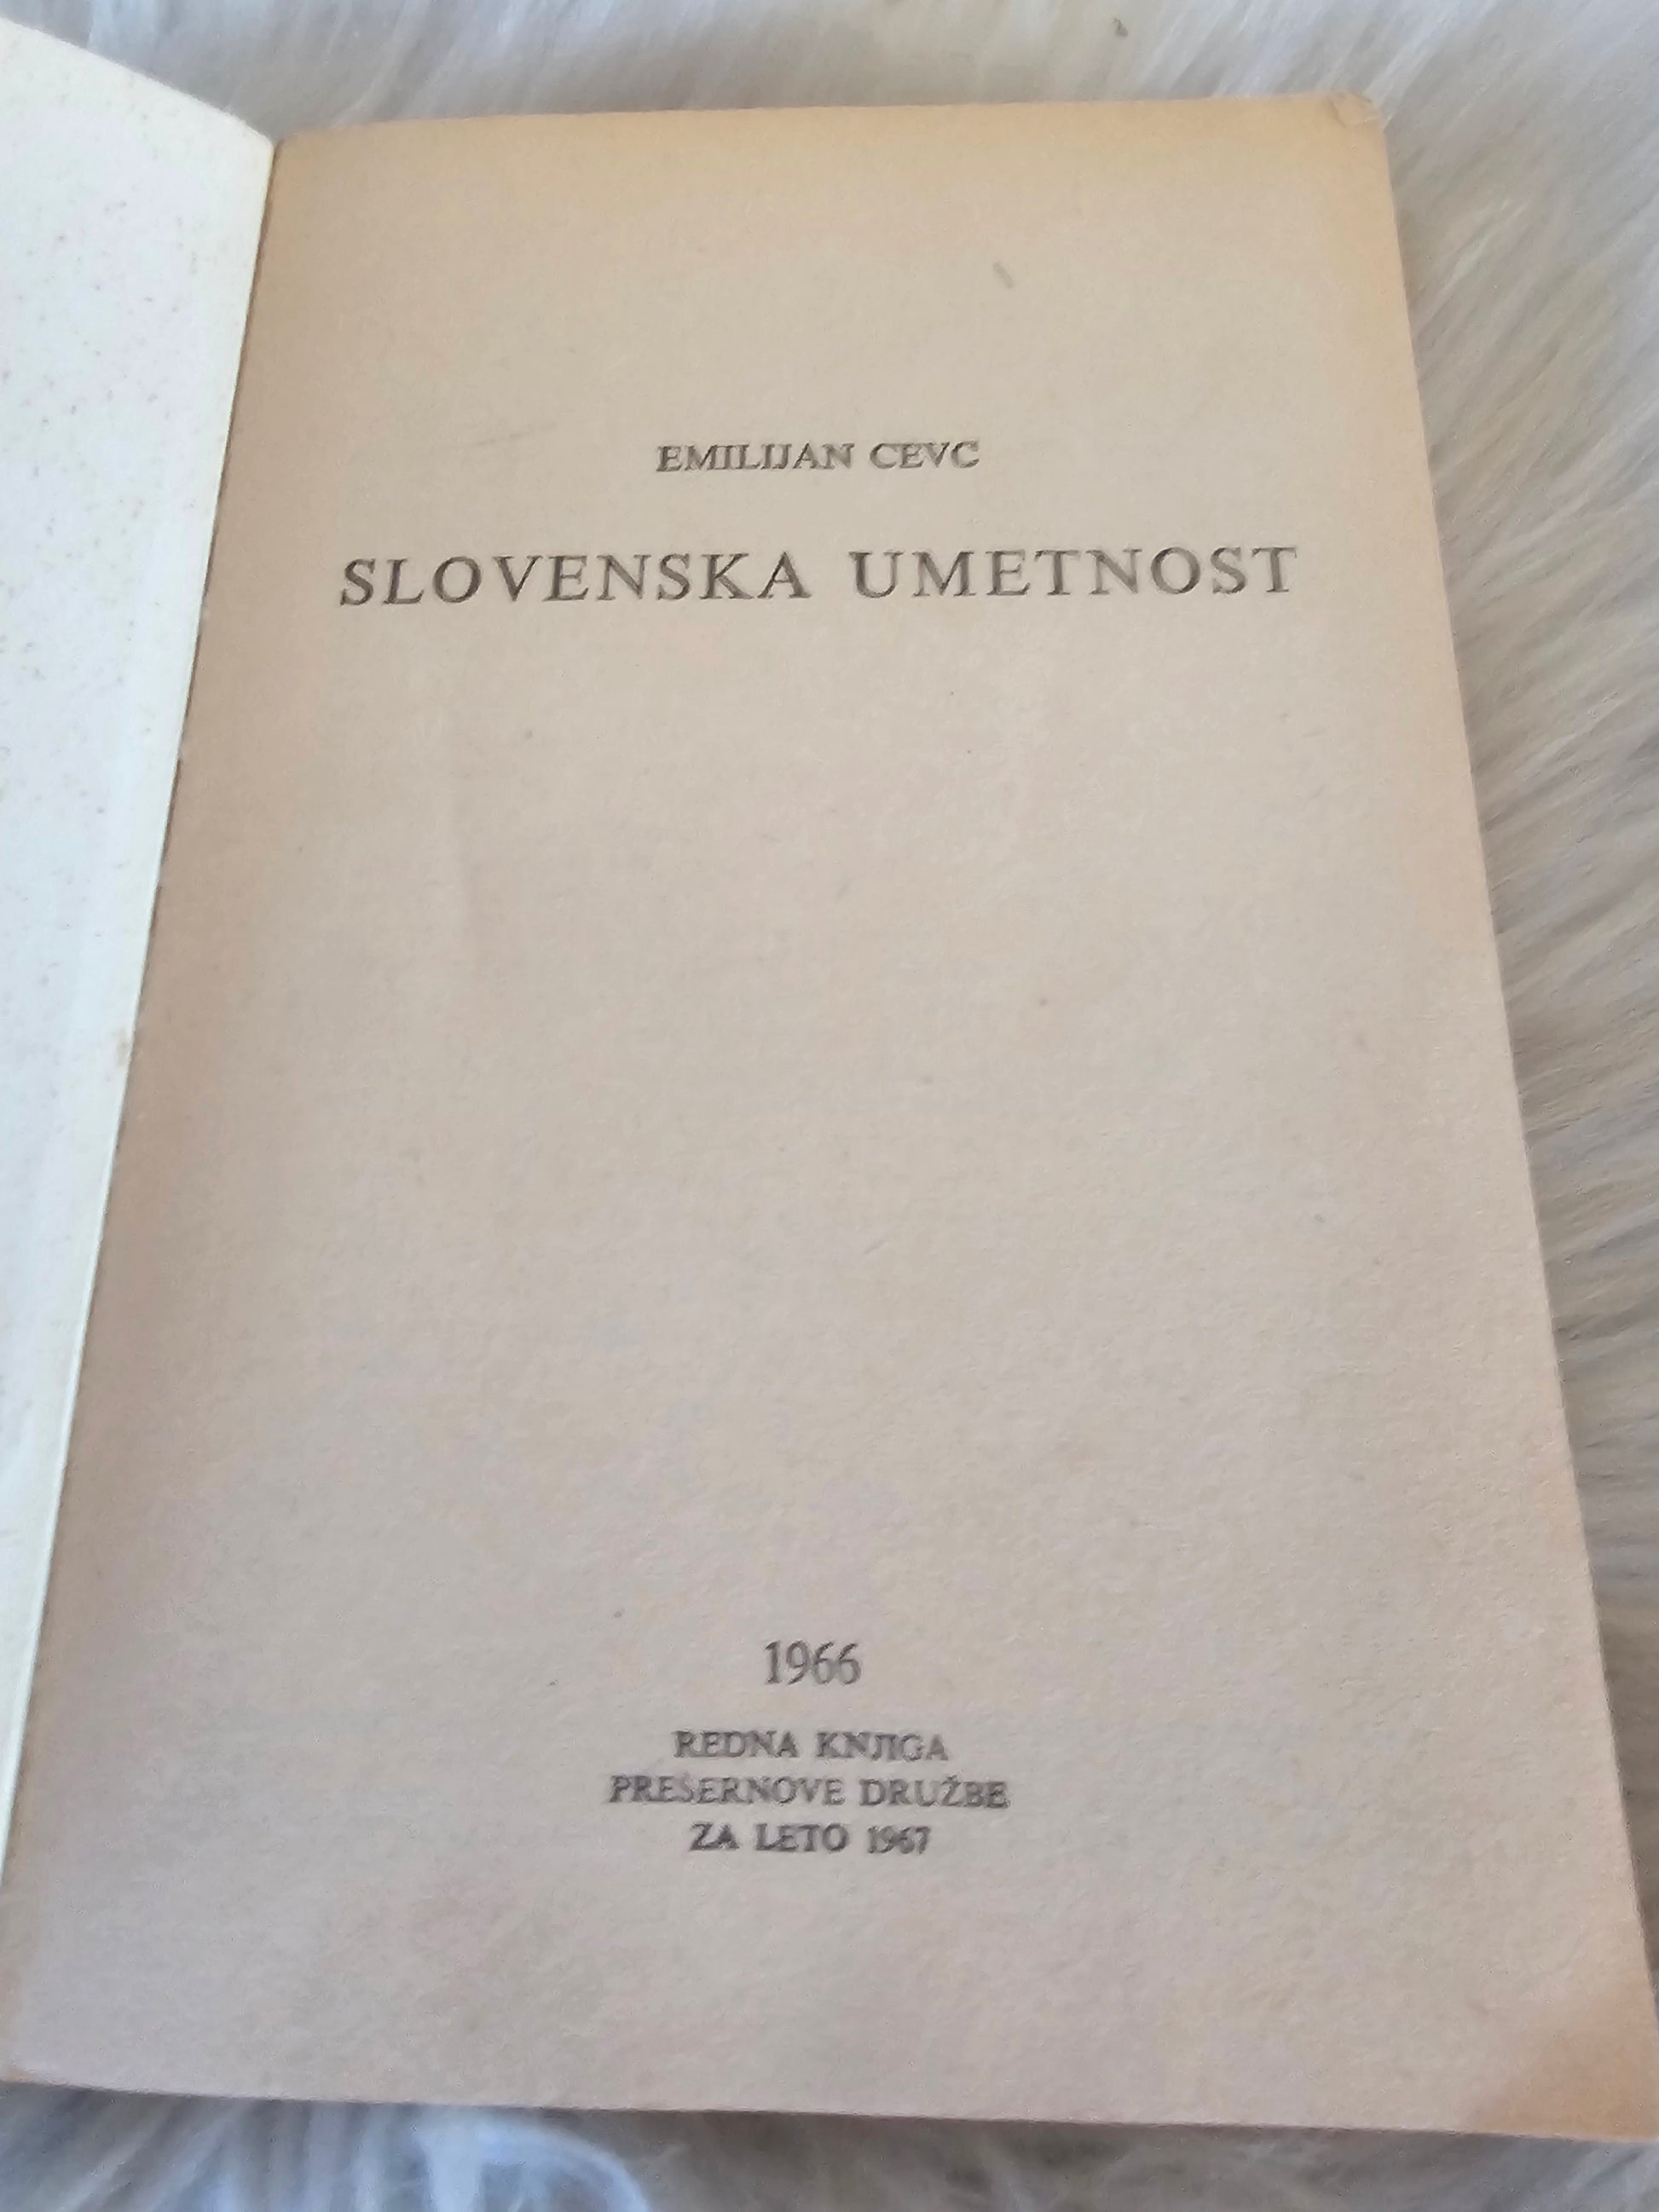 EMILIJAN CEVC
SLOVENSKA UMETNOST
1966
REDNA KNJIGA
PREŠERNOVE DRUŽBE
ZA LETO 1967